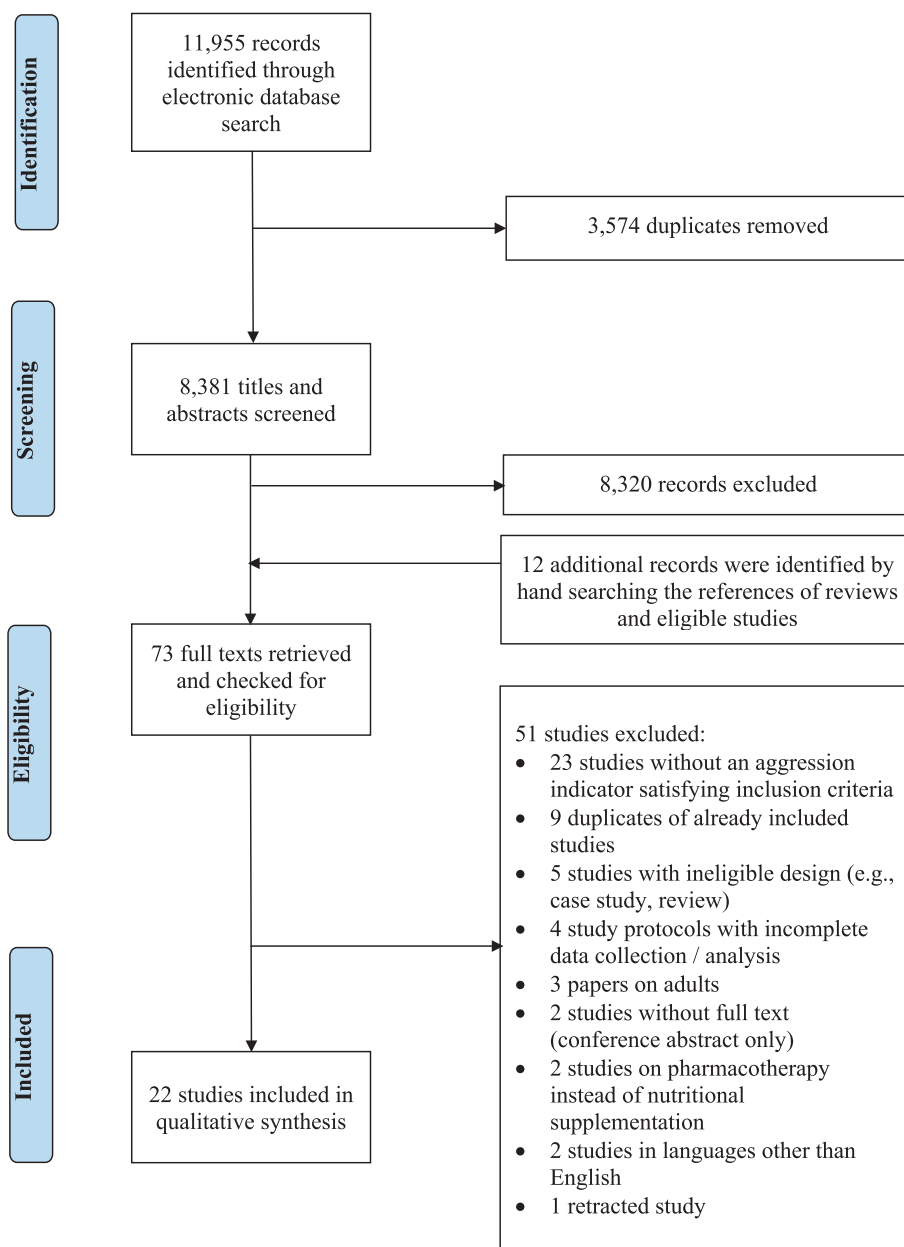 Identification
11,955 records
identified through
electronic database
search
3,574 duplicates removed
Screening
8,381 titles and
abstracts screened
8,320 records excluded
12 additional records were identified by
hand searching the references of reviews
and eligible studies
Eligibility
73 full texts retrieved
and checked for
eligibility
51 studies excluded:
• 23 studies without an aggression
indicator satisfying inclusion criteria
• 9 duplicates of already included
studies
• 5 studies with ineligible design (e.g.,
case study, review)
• 4 study protocols with incomplete
data collection / analysis
• 3 papers on adults
• 2 studies without full text
(conference abstract only)
• 2 studies on pharmacotherapy
instead of nutritional
supplementation
• 2 studies in languages other than
English
• 1 retracted study
Included
22 studies included in
qualitative synthesis